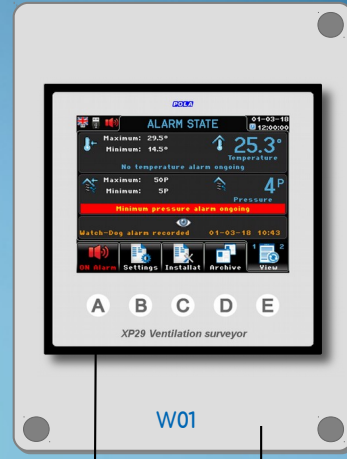 POLA
ALARM STATE
01-03-18
12:00:00
Maximum: 29.5°
Minimum: 14.5°
25.3°
Temperature
No temperature alarm ongoing
Maximum: 50P
Minimum: 5P
4P
Pressure
Minimum pressure alarm ongoing
Watch-Dog alarm recorded 01-03-18 10:43
ON Alarm Settings Installat Archive 1 View 2
A B C D E
XP29 Ventilation surveyor
W01